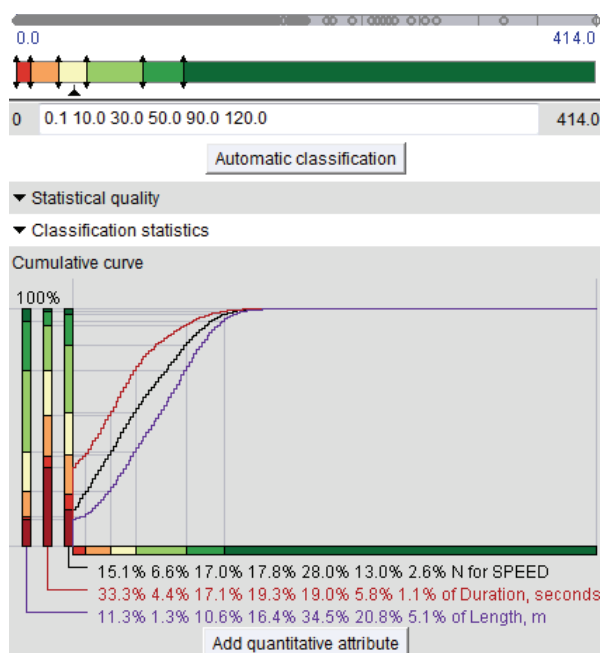 0.0 414.0
0 0.1 10.0 30.0 50.0 90.0 120.0 414.0
Automatic classification
Statistical quality
Classification statistics
Cumulative curve
100%
15.1% 6.6% 17.0% 17.8% 28.0% 13.0% 2.6% N for SPEED
33.3% 4.4% 17.1% 19.3% 19.0% 5.8% 1.1% of Duration, seconds
11.3% 1.3% 10.6% 16.4% 34.5% 20.8% 5.1% of Length, m
Add quantitative attribute